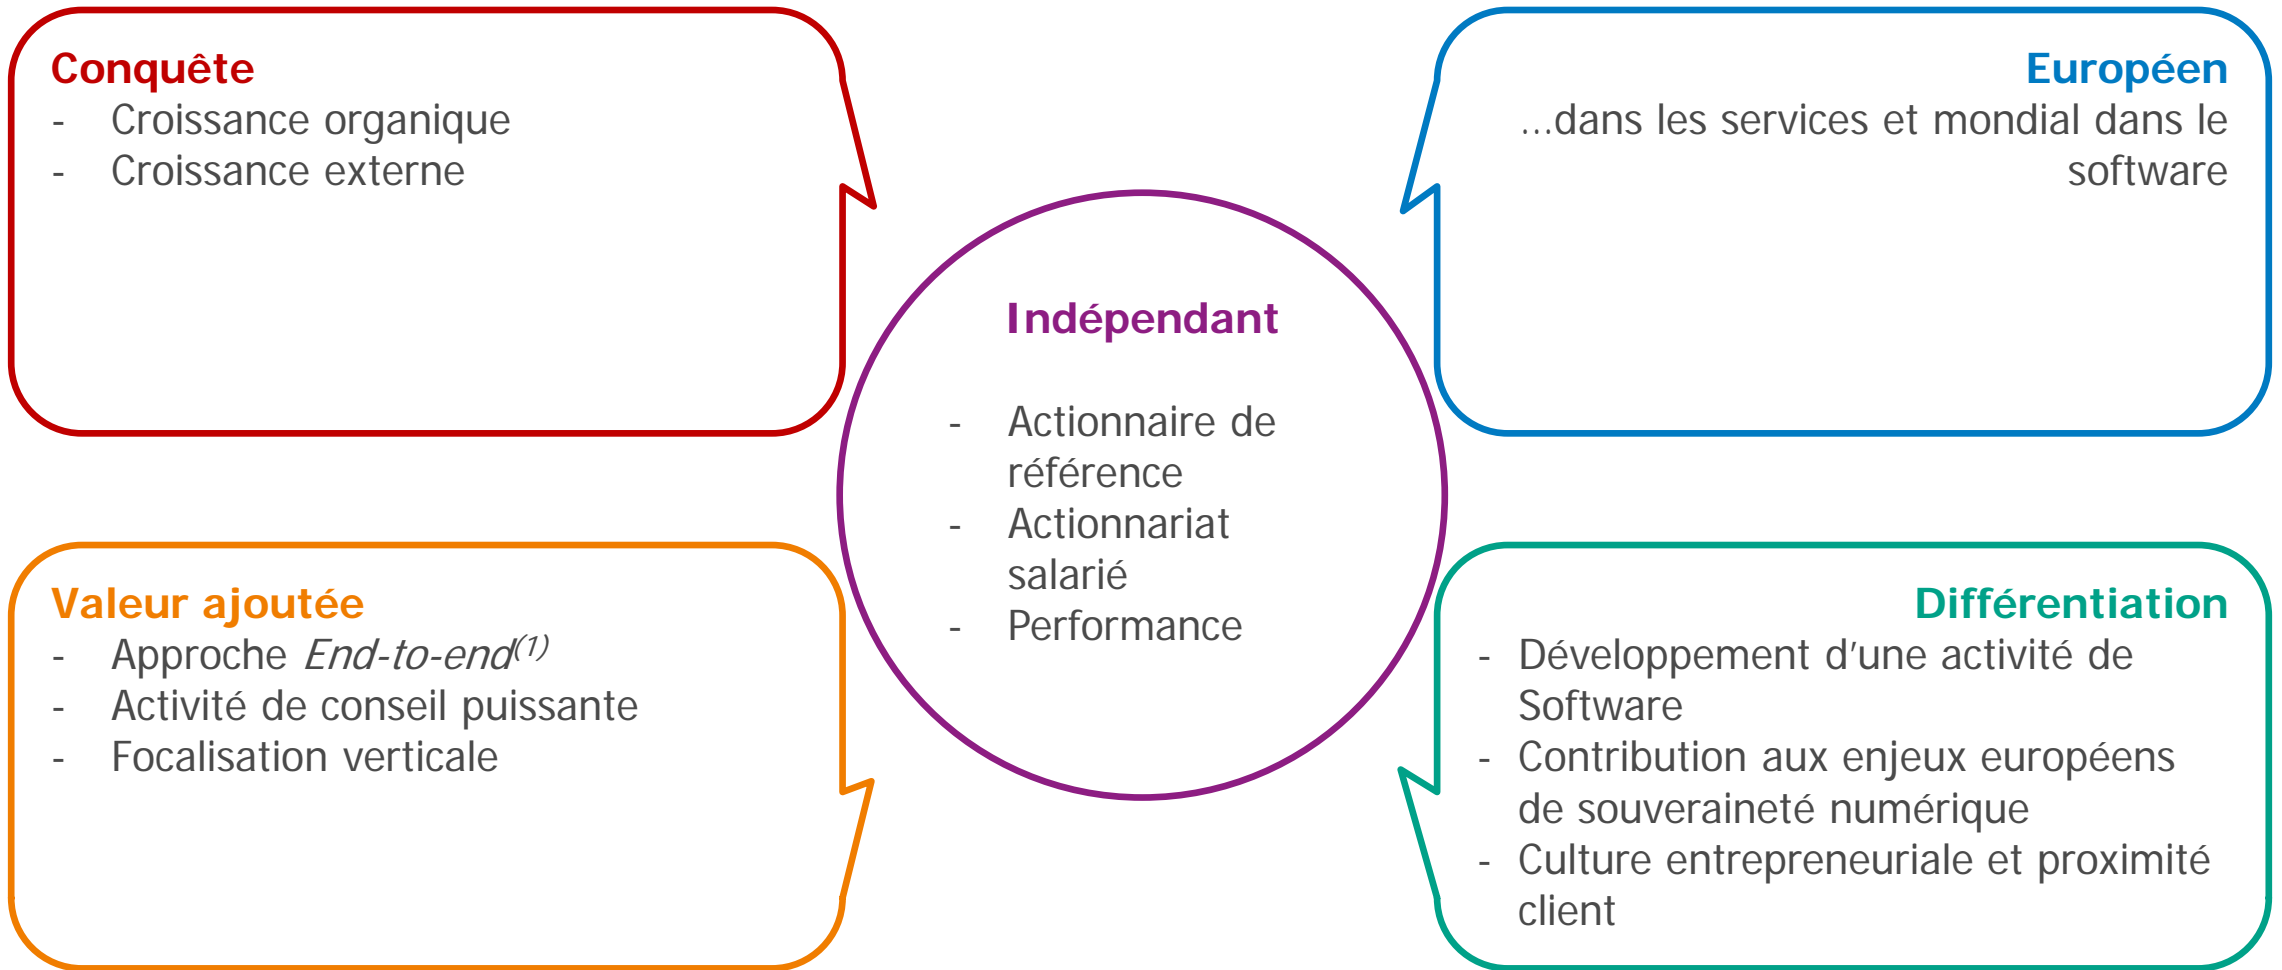 Conquête
- Croissance organique
- Croissance externe
Européen
...dans les services et mondial dans le
software
Indépendant
- Actionnaire de
référence
- Actionnariat
salarié
- Performance
Valeur ajoutée
- Approche End-to-end(1)
- Activité de conseil puissante
- Focalisation verticale
Différentiation
- Développement d'une activité de
Software
- Contribution aux enjeux européens
de souveraineté numérique
- Culture entrepreneuriale et proximité
client